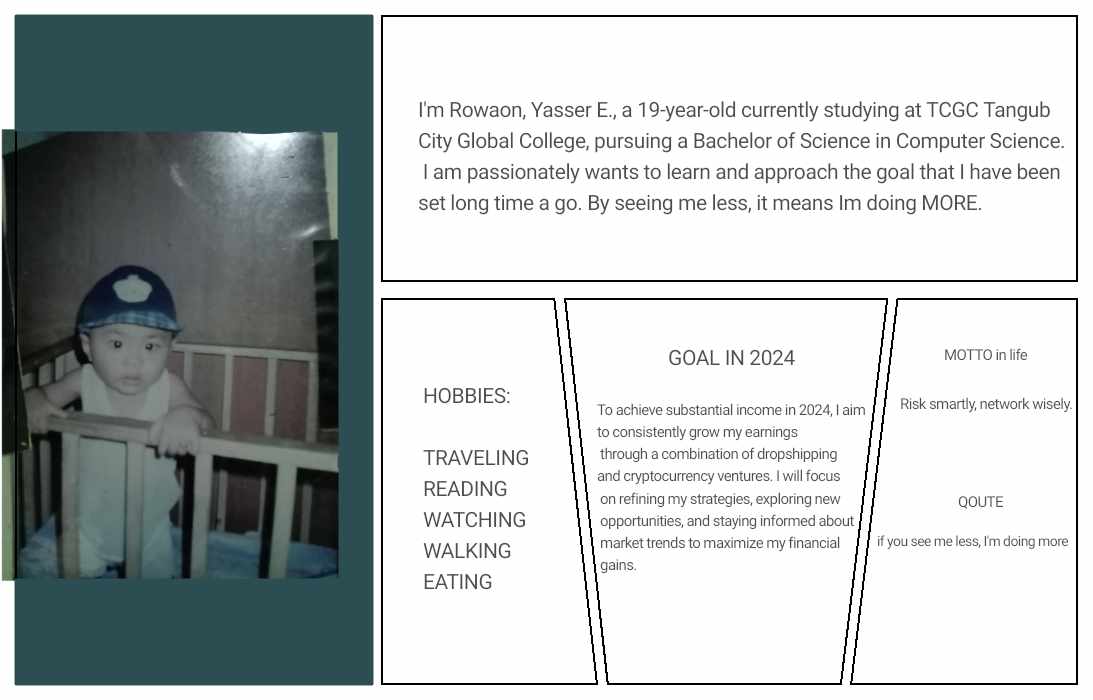 I'm Rowaon, Yasser E., a 19-year-old currently studying at TCGC Tangub
City Global College, pursuing a Bachelor of Science in Computer Science.
I am passionately wants to learn and approach the goal that I have been
set long time a go. By seeing me less, it means Im doing MORE.
HOBBIES:
TRAVELING
READING
WATCHING
WALKING
EATING
GOAL IN 2024
To achieve substantial income in 2024, I aim
to consistently grow my earnings
through a combination of dropshipping
and cryptocurrency ventures. I will focus
on refining my strategies, exploring new
opportunities, and staying informed about
market trends to maximize my financial
gains.
MOTTO in life
Risk smartly, network wisely.
QOUTE
if you see me less, I'm doing more